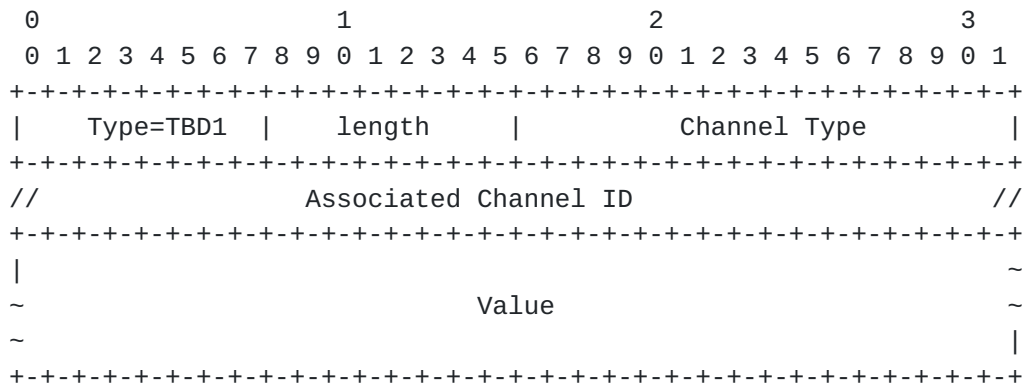 0                   1                   2                   3
 0 1 2 3 4 5 6 7 8 9 0 1 2 3 4 5 6 7 8 9 0 1 2 3 4 5 6 7 8 9 0 1
+-+-+-+-+-+-+-+-+-+-+-+-+-+-+-+-+-+-+-+-+-+-+-+-+-+-+-+-+-+-+-+-+
|    Type=TBD1  |    length     |          Channel Type         |
+-+-+-+-+-+-+-+-+-+-+-+-+-+-+-+-+-+-+-+-+-+-+-+-+-+-+-+-+-+-+-+-+
//                 Associated Channel ID                       //
+-+-+-+-+-+-+-+-+-+-+-+-+-+-+-+-+-+-+-+-+-+-+-+-+-+-+-+-+-+-+-+-+
|                                                               ~
~                             Value                             ~
~                                                               |
+-+-+-+-+-+-+-+-+-+-+-+-+-+-+-+-+-+-+-+-+-+-+-+-+-+-+-+-+-+-+-+-+